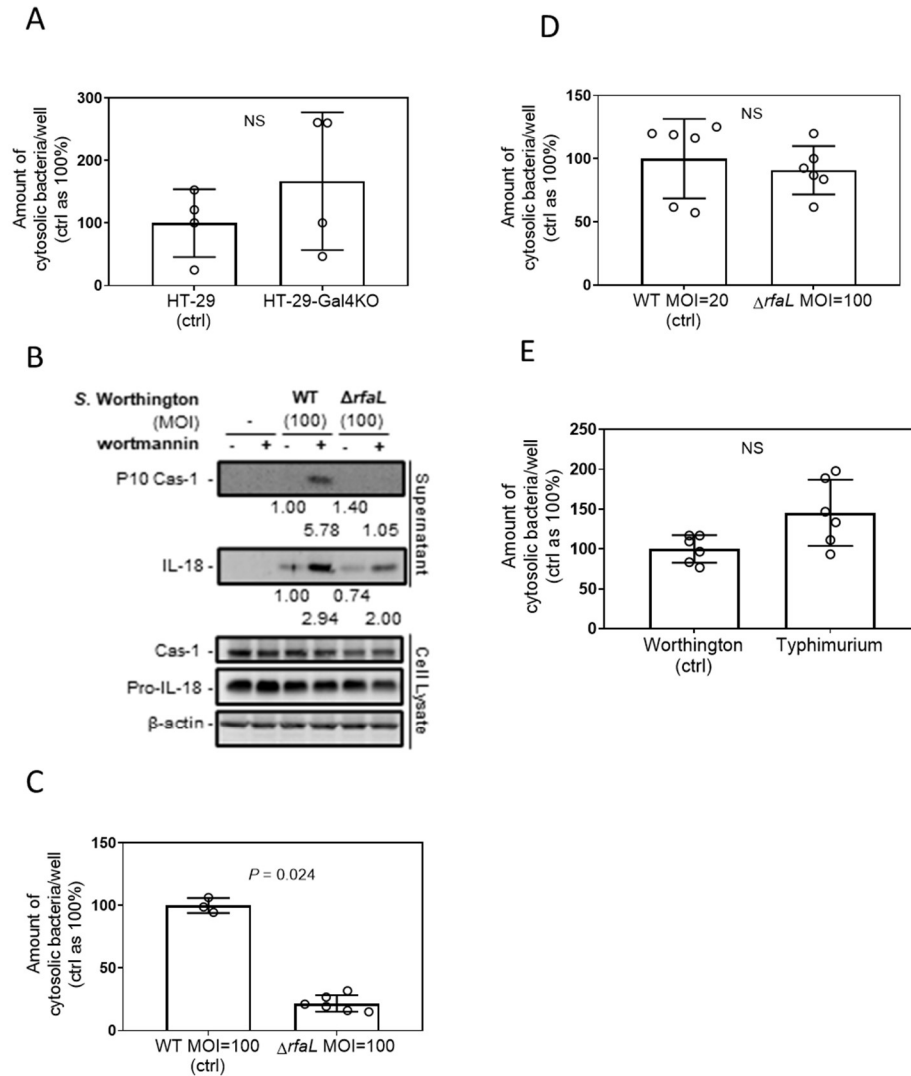 A
Amount of
cytosolic bacteria/well
(ctrl as 100%)
300
200
100
0
NS
HT-29
(ctrl)
HT-29-Gal4KO
B
S. Worthington
(MOI)
wortmannin
WT
ΔrfaL
- (100) (100)
- + - + - +
P10 Cas-1 -
1.00 1.40
5.78 1.05
IL-18 -
1.00 0.74
2.94 2.00
Supernatant
Cas-1 -
Pro-IL-18 -
β-actin -
Cell Lysate
C
Amount of
cytosolic bacteria/well
(ctrl as 100%)
150
100
50
0
P = 0.024
WT MOI=100
(ctrl)
ΔrfaL MOI=100
D
Amount of
cytosolic bacteria/well
(ctrl as 100%)
150
100
50
0
NS
WT MOI=20
(ctrl)
ΔrfaL MOI=100
E
Amount of
cytosolic bacteria/well
(ctrl as 100%)
250
200
150
100
50
0
NS
Worthington
(ctrl)
Typhimurium